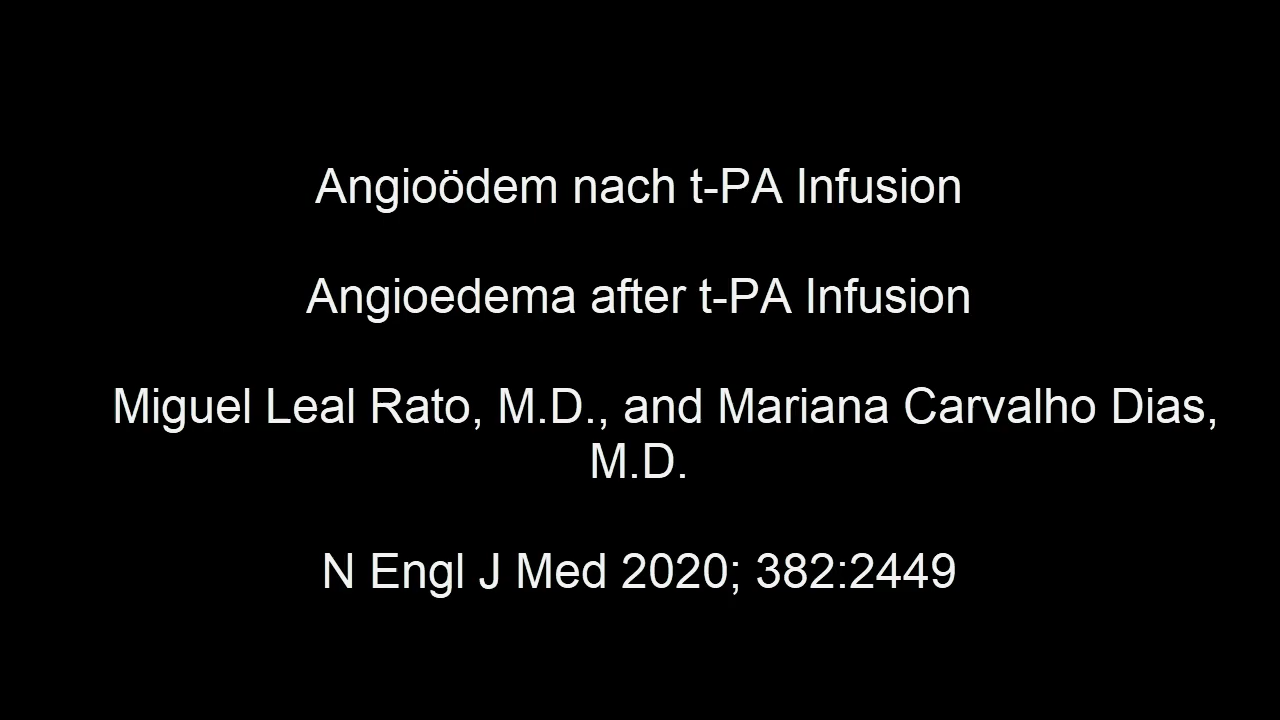 Angioödem nach t-PA Infusion
Angioedema after t-PA Infusion
Miguel Leal Rato, M.D., and Mariana Carvalho Dias,
M.D.
N Engl J Med 2020; 382:2449